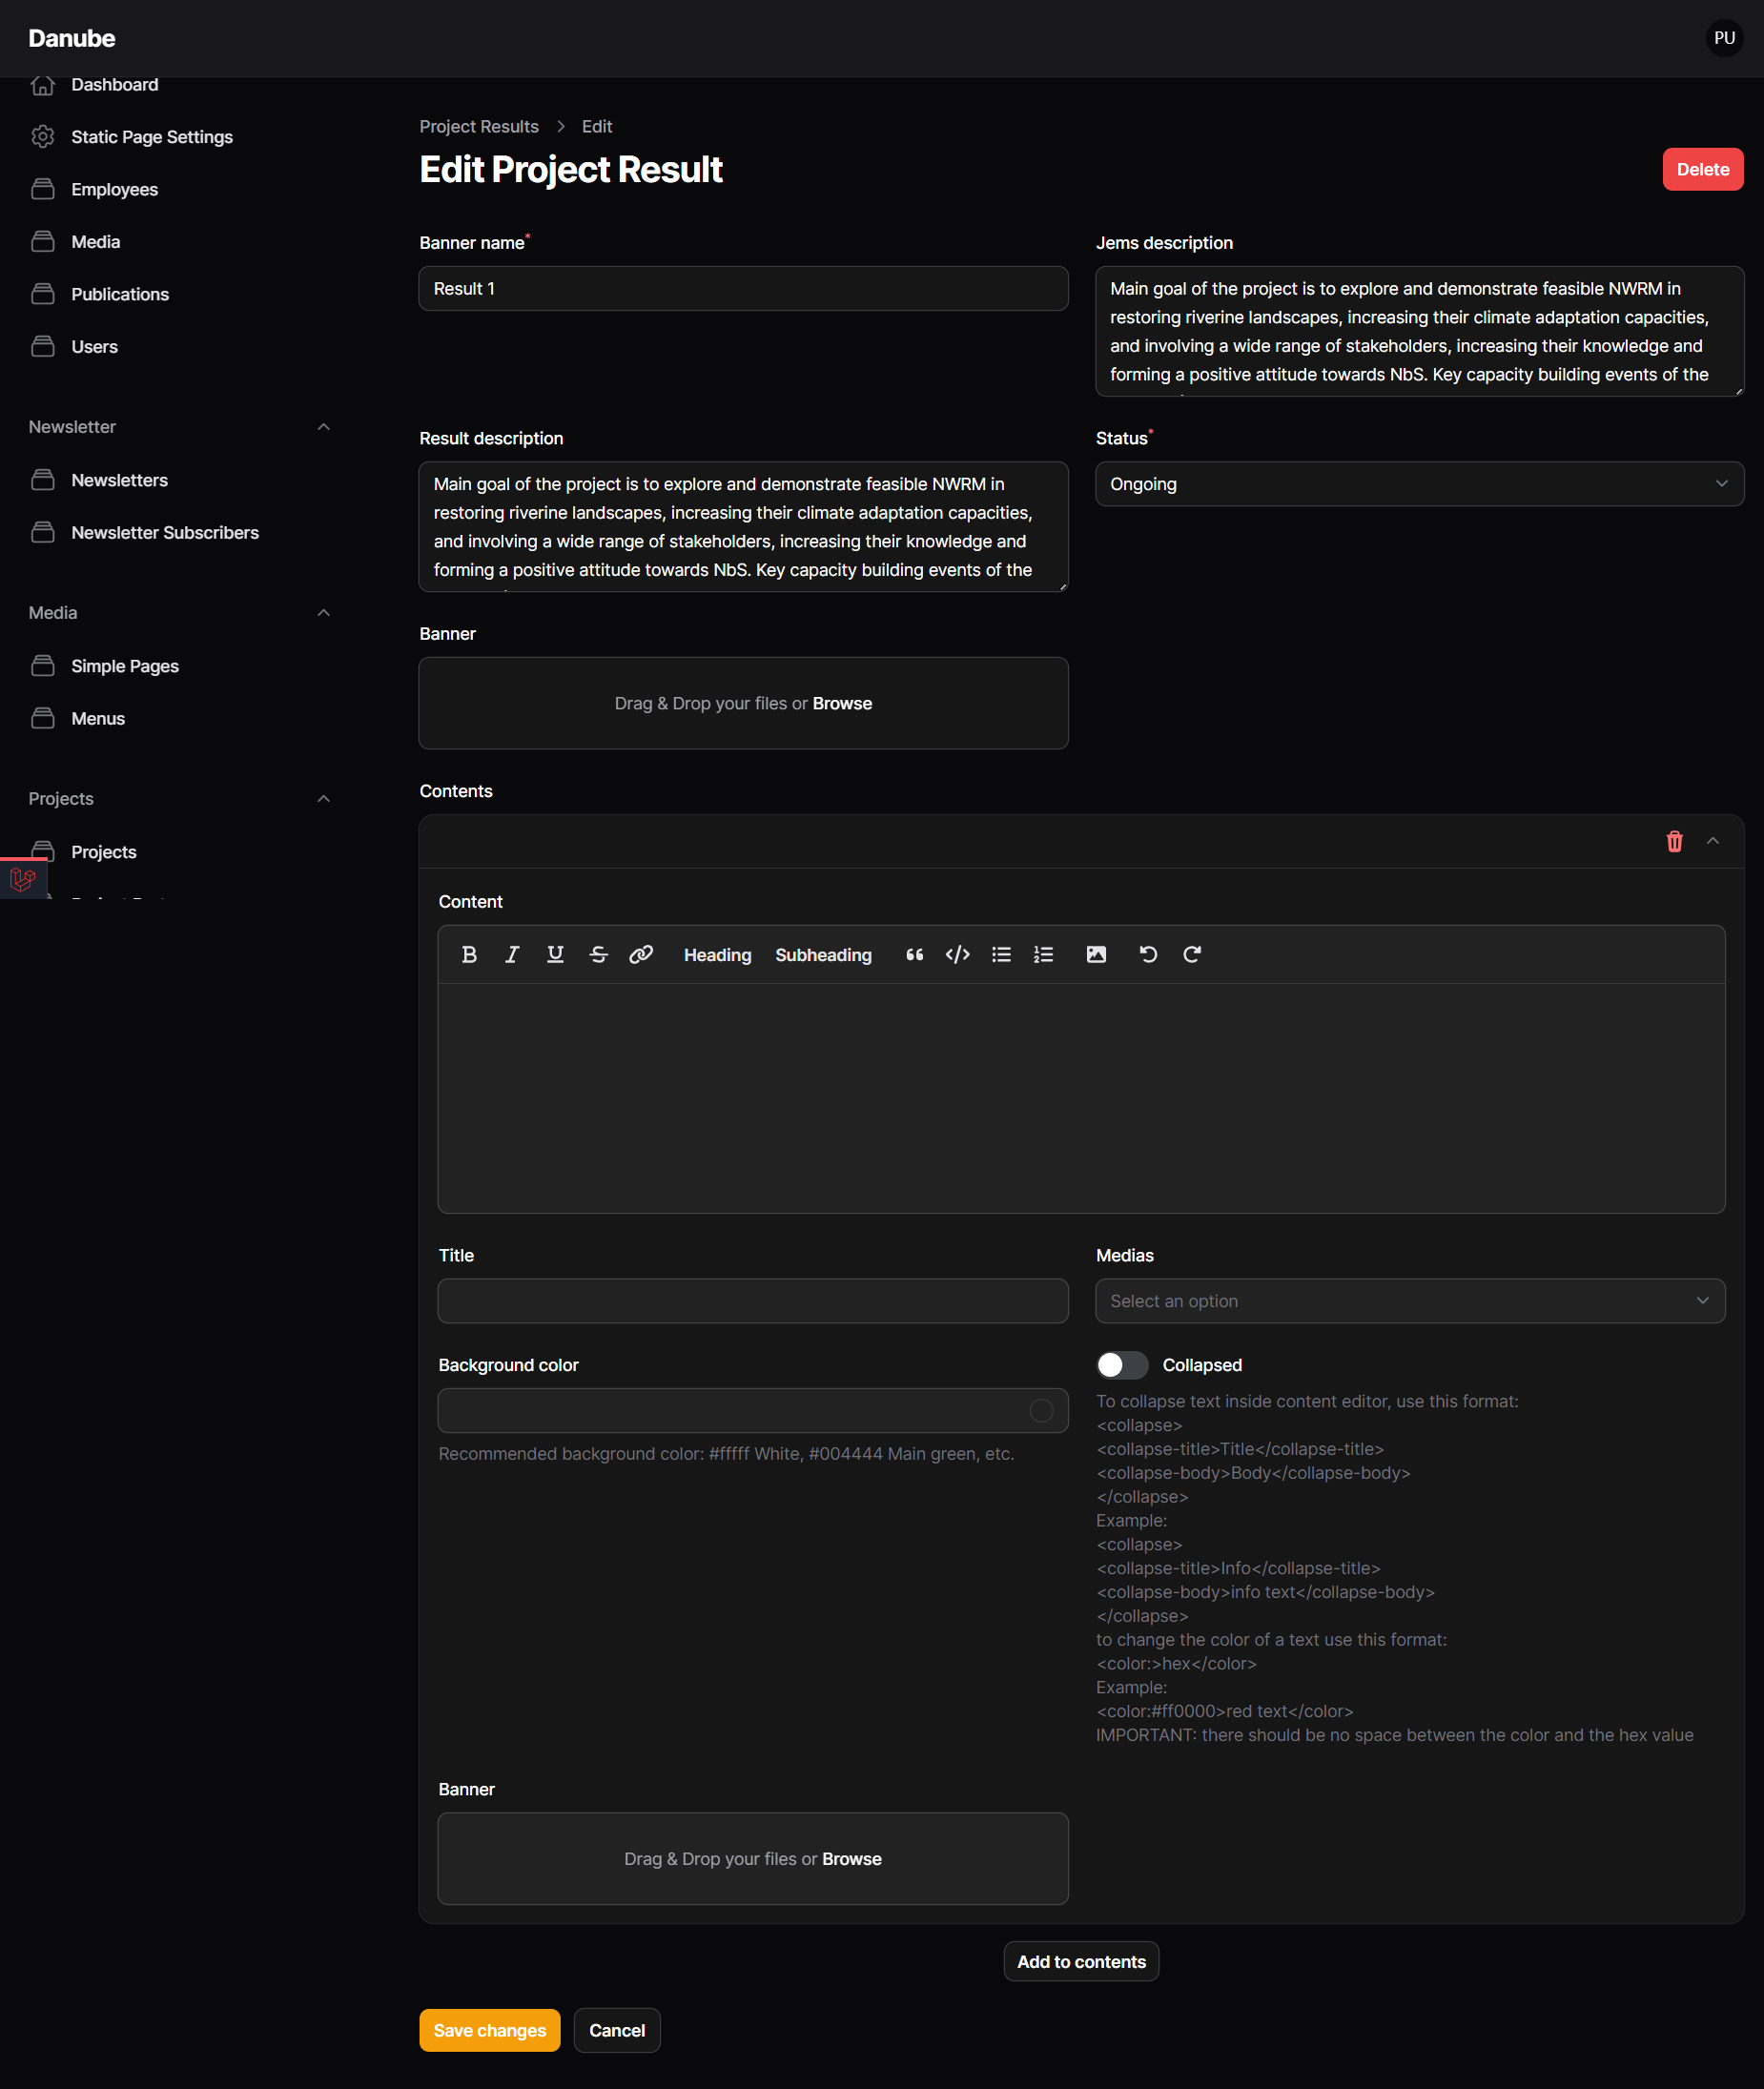 Danube
PU
Dashboard
Static Page Settings
Employees
Media
Publications
Users
Newsletter
Newsletters
Newsletter Subscribers
Media
Simple Pages
Menus
Projects
Projects
Project Results > Edit
Edit Project Result
Delete
Banner name*
Result 1
Jems description
Main goal of the project is to explore and demonstrate feasible NWRM in
restoring riverine landscapes, increasing their climate adaptation capacities,
and involving a wide range of stakeholders, increasing their knowledge and
forming a positive attitude towards NbS. Key capacity building events of the
Result description
Main goal of the project is to explore and demonstrate feasible NWRM in
restoring riverine landscapes, increasing their climate adaptation capacities,
and involving a wide range of stakeholders, increasing their knowledge and
forming a positive attitude towards NbS. Key capacity building events of the
Status*
Ongoing
Banner
Drag & Drop your files or Browse
Contents
Content
Heading Subheading
Title
Medias
Select an option
Background color
Recommended background color: #fffff White, #004444 Main green, etc.
Collapsed
To collapse text inside content editor, use this format:
<collapse>
<collapse-title>Title</collapse-title>
<collapse-body>Body</collapse-body>
</collapse>
Example:
<collapse>
<collapse-title>Info</collapse-title>
<collapse-body>info text</collapse-body>
</collapse>
to change the color of a text use this format:
<color:>hex</color>
Example:
<color:#ff0000>red text</color>
IMPORTANT: there should be no space between the color and the hex value
Banner
Drag & Drop your files or Browse
Add to contents
Save changes
Cancel